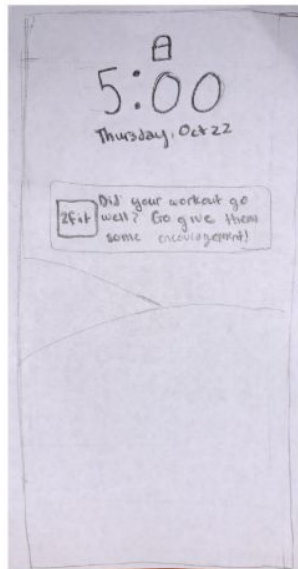 5:00
Thursday, Oct 22
2fit
Did your workout go
well? Go give them
some encouragement!